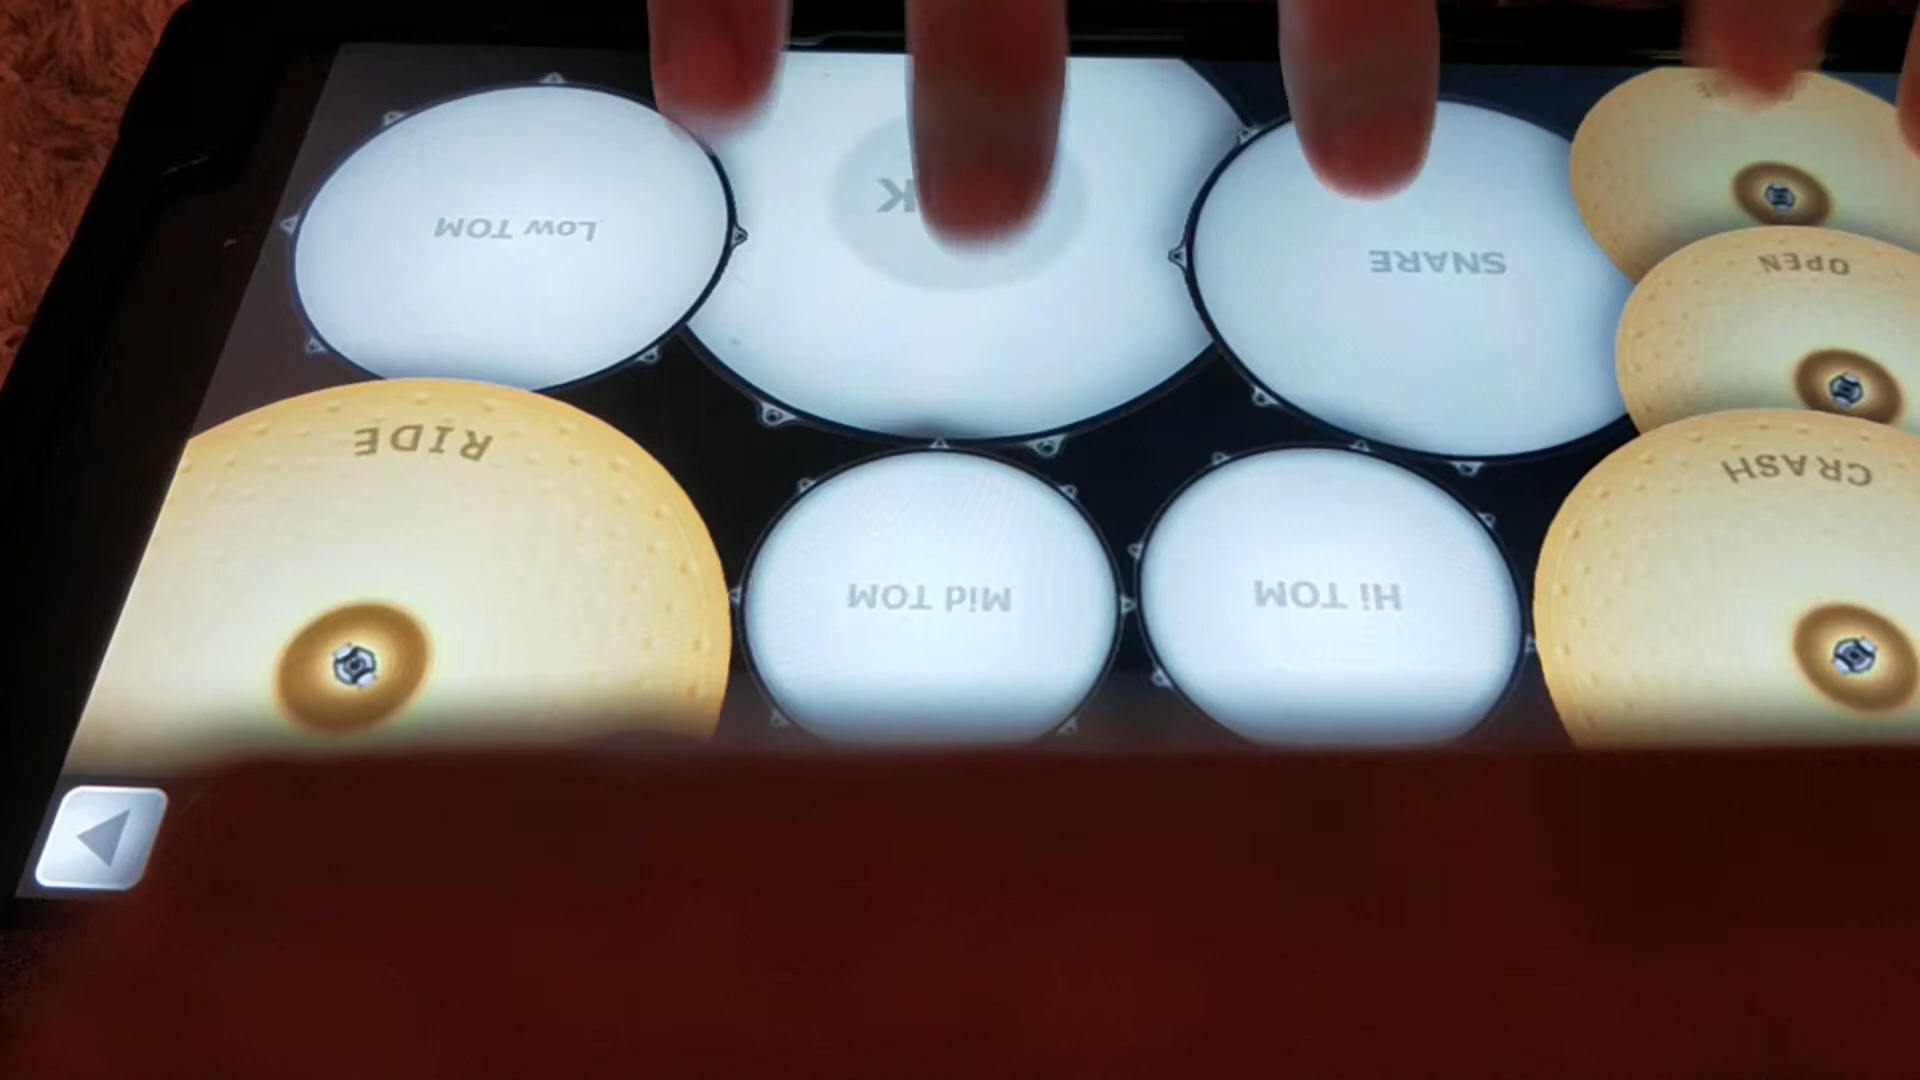 Low TOM
K
SNARE
OPEN
RIDE
CRASH
Mid TOM
Hi TOM